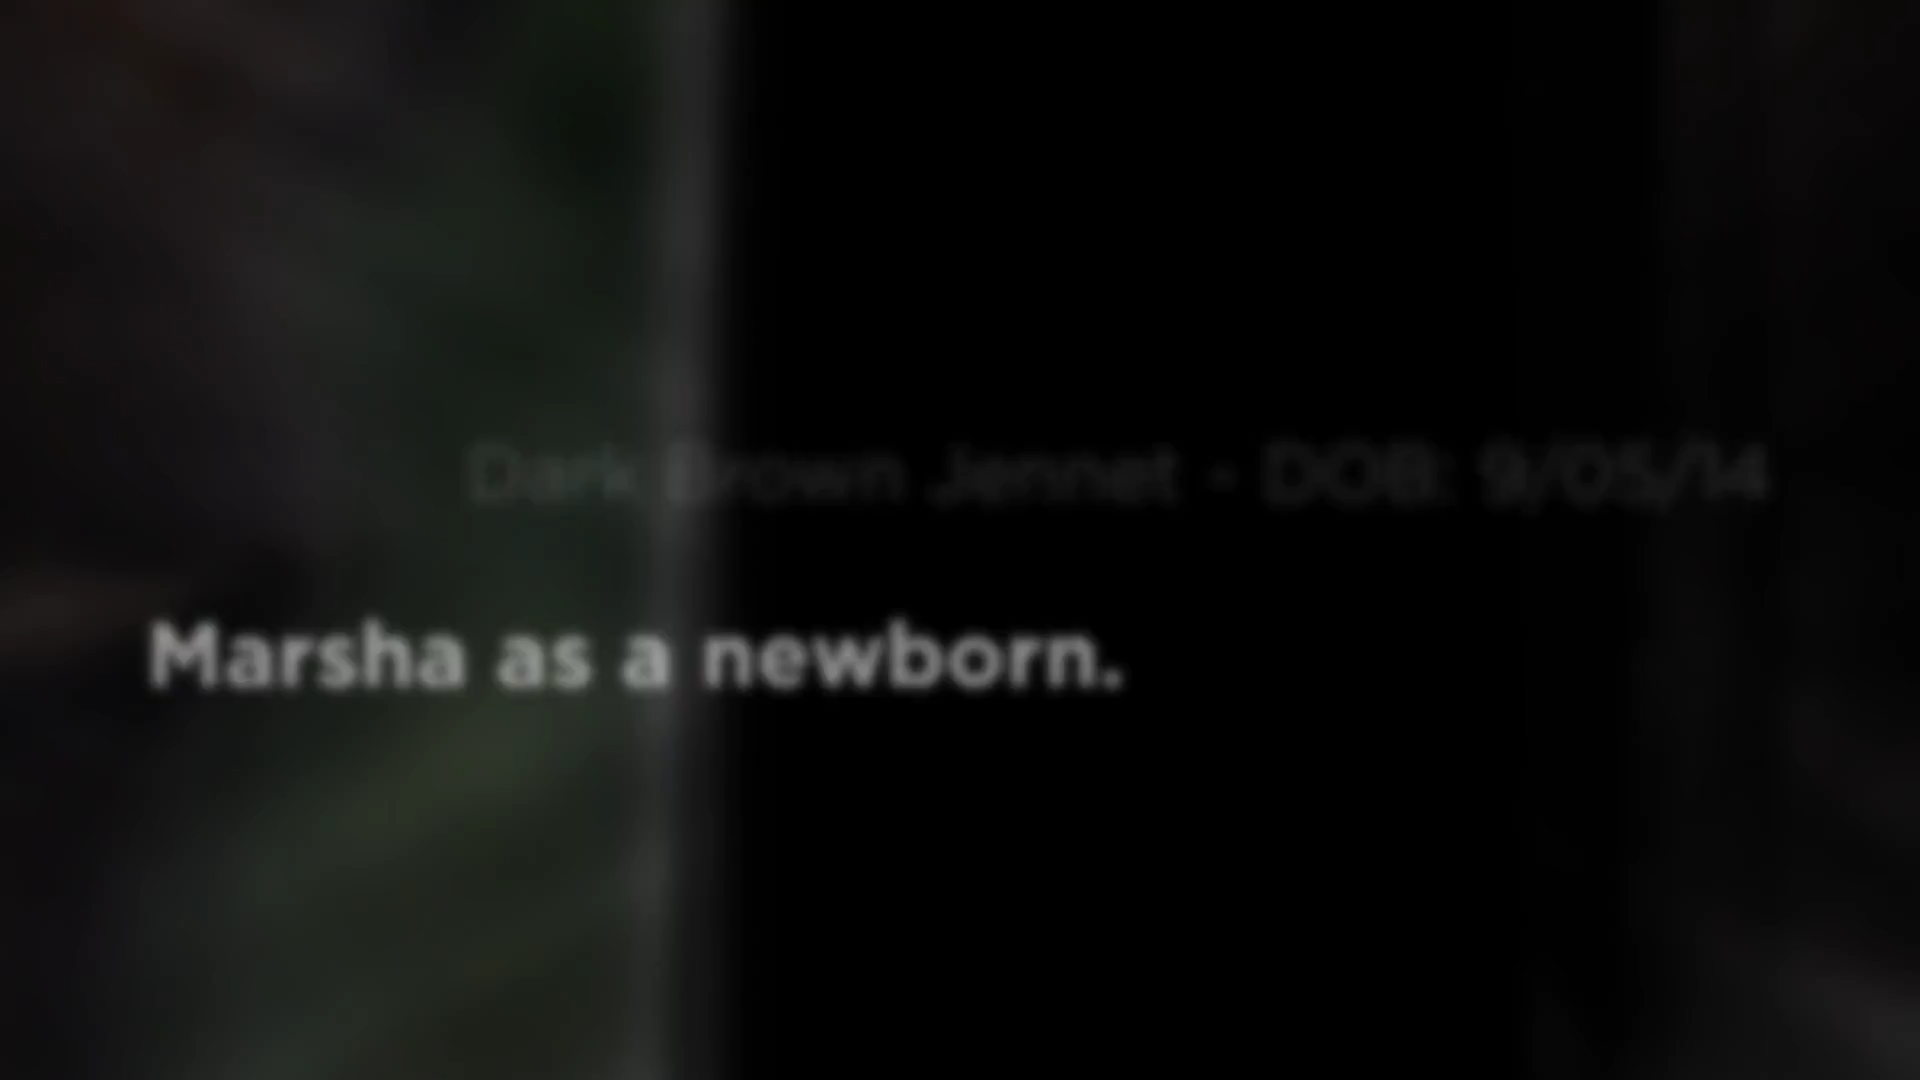 Dark Brown Jennet • DOB: 9/05/14
Marsha as a newborn.